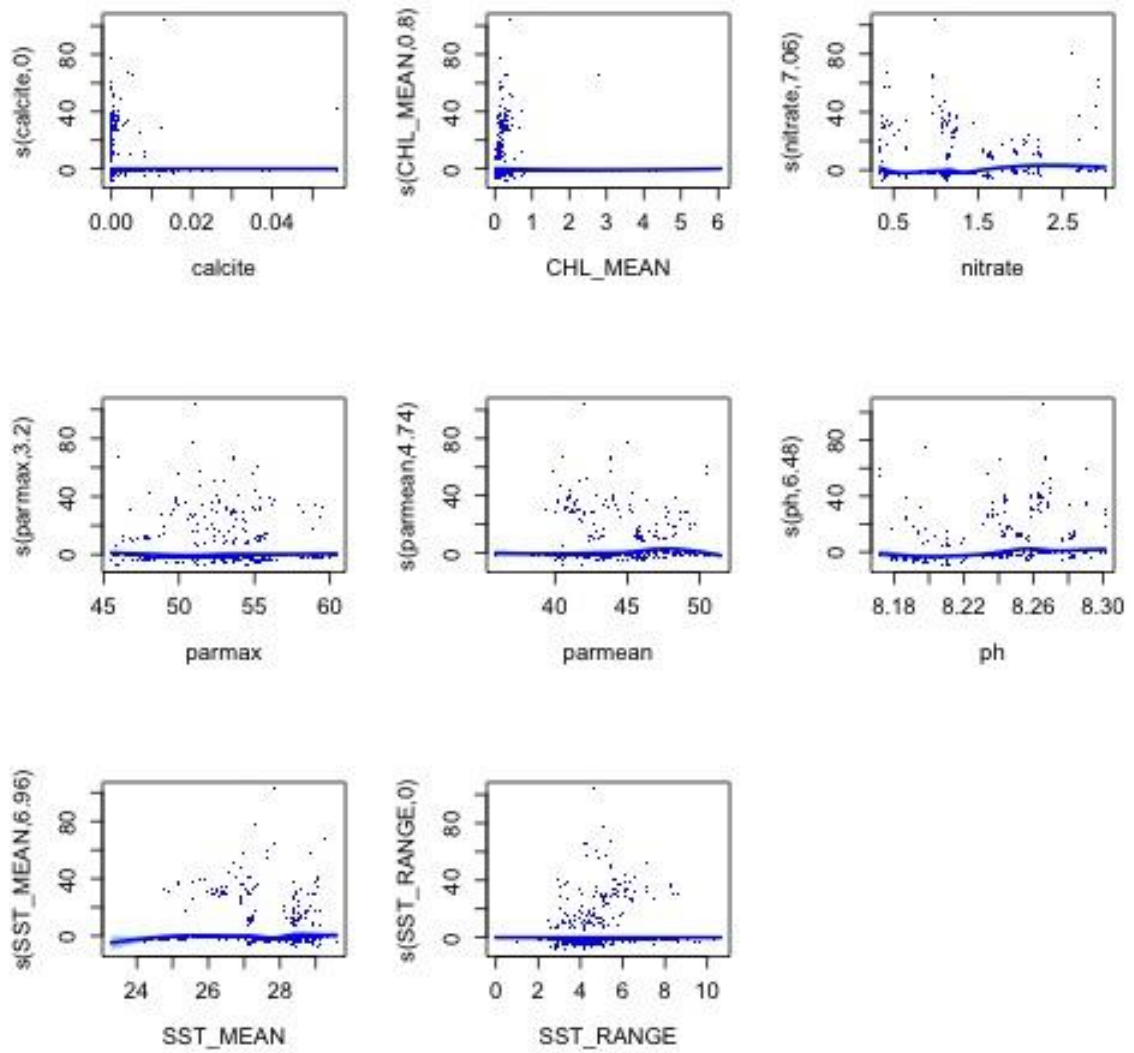 s(calcite,0)
80
40
0
0.00 0.02 0.04
calcite
s(CHL_MEAN,0.8)
80
40
0
0 1 2 3 4 5 6
CHL_MEAN
s(nitrate,7.06)
80
40
0
0.5 1.5 2.5
nitrate
s(parmax,3.2)
80
40
0
45 50 55 60
parmax
s(parmean,4.74)
80
40
0
40 45 50
parmean
s(ph,6.48)
80
40
0
8.18 8.22 8.26 8.30
ph
s(SST_MEAN,6.96)
80
40
0
24 26 28
SST_MEAN
s(SST_RANGE,0)
80
40
0
0 2 4 6 8 10
SST_RANGE